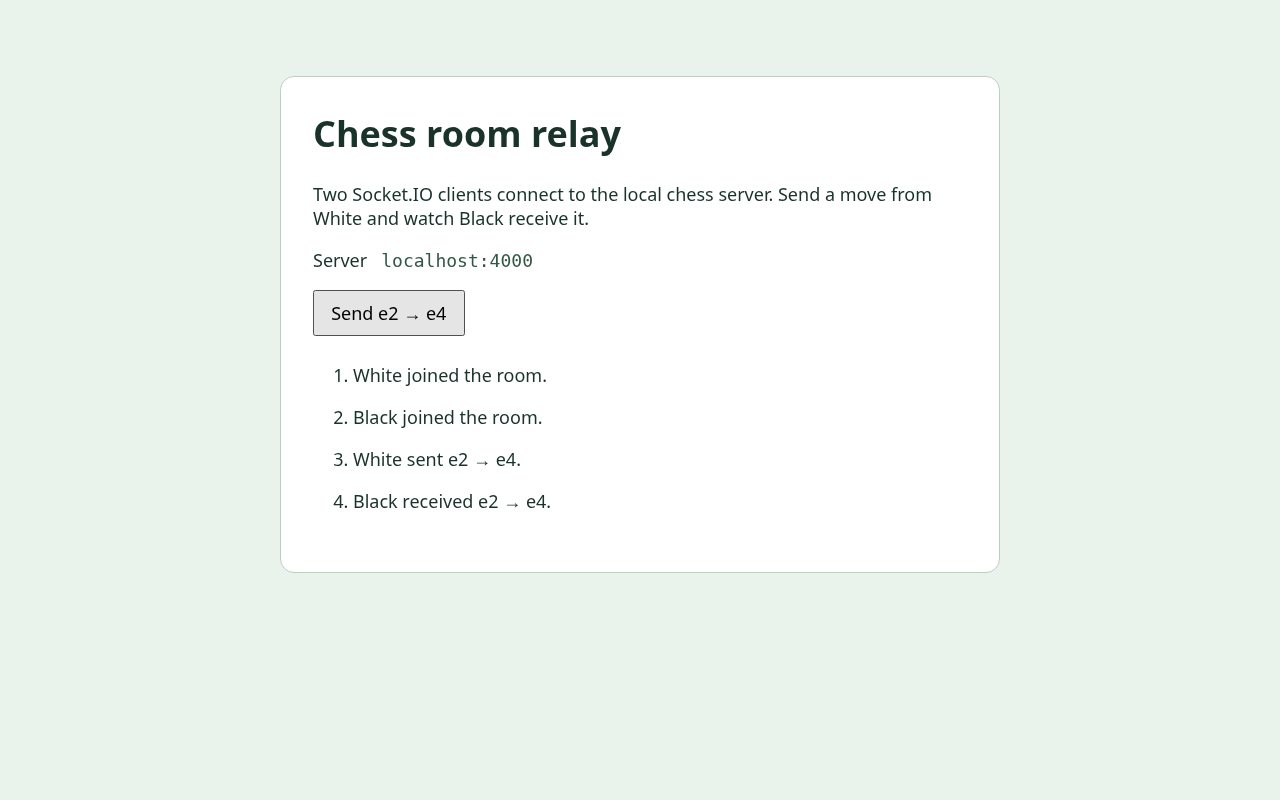 Chess room relay
Two Socket.IO clients connect to the local chess server. Send a move from
White and watch Black receive it.
Server localhost:4000
Send e2 → e4
1. White joined the room.
2. Black joined the room.
3. White sent e2 → e4.
4. Black received e2 → e4.